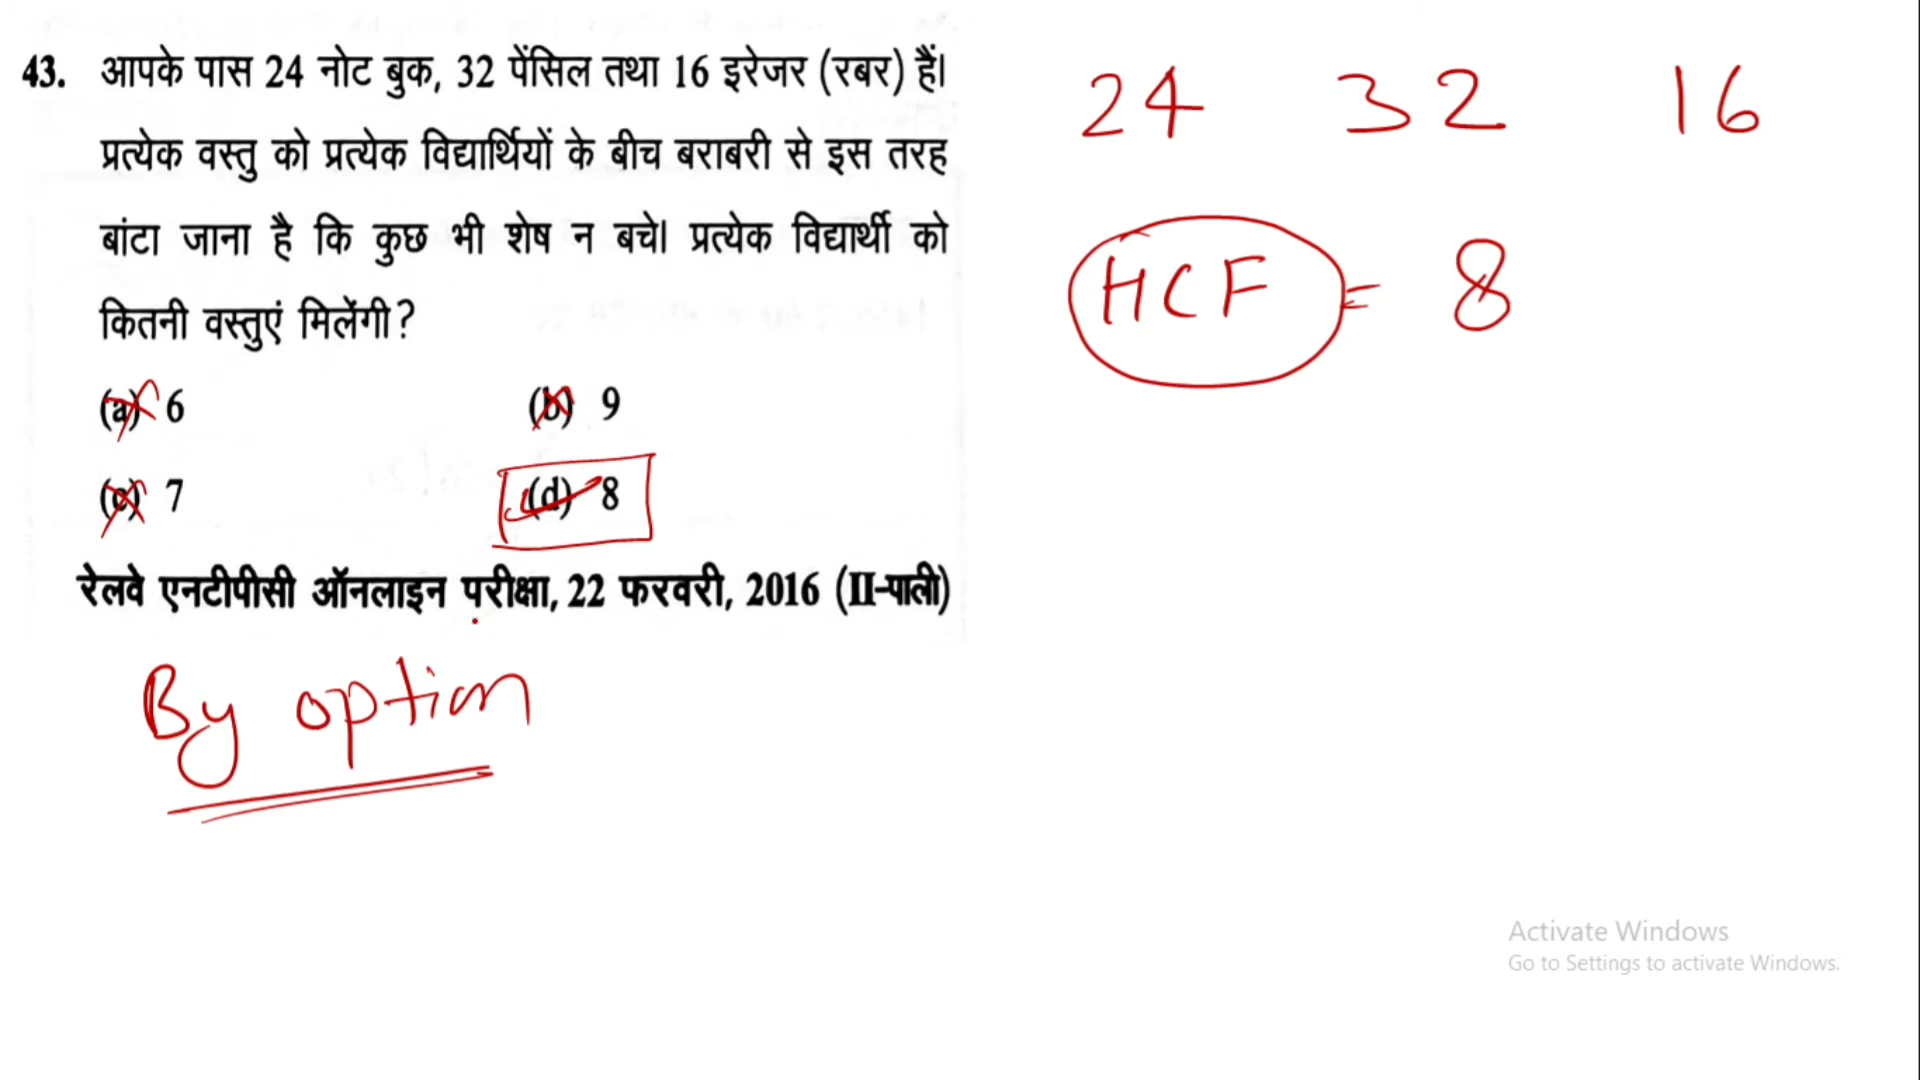 43. आपके पास 24 नोट बुक, 32 पेंसिल तथा 16 इरेजर (रबर) हैं।
प्रत्येक वस्तु को प्रत्येक विद्यार्थियों के बीच बराबरी से इस तरह
बांटा जाना है कि कुछ भी शेष न बचे। प्रत्येक विद्यार्थी को
कितनी वस्तुएं मिलेंगी?
(a) 6 (b) 9
(c) 7 (d) 8
रेलवे एनटीपीसी ऑनलाइन परीक्षा, 22 फरवरी, 2016 (II-पाली)
By option
24 32 16
HCF = 8
Activate Windows
Go to Settings to activate Windows.